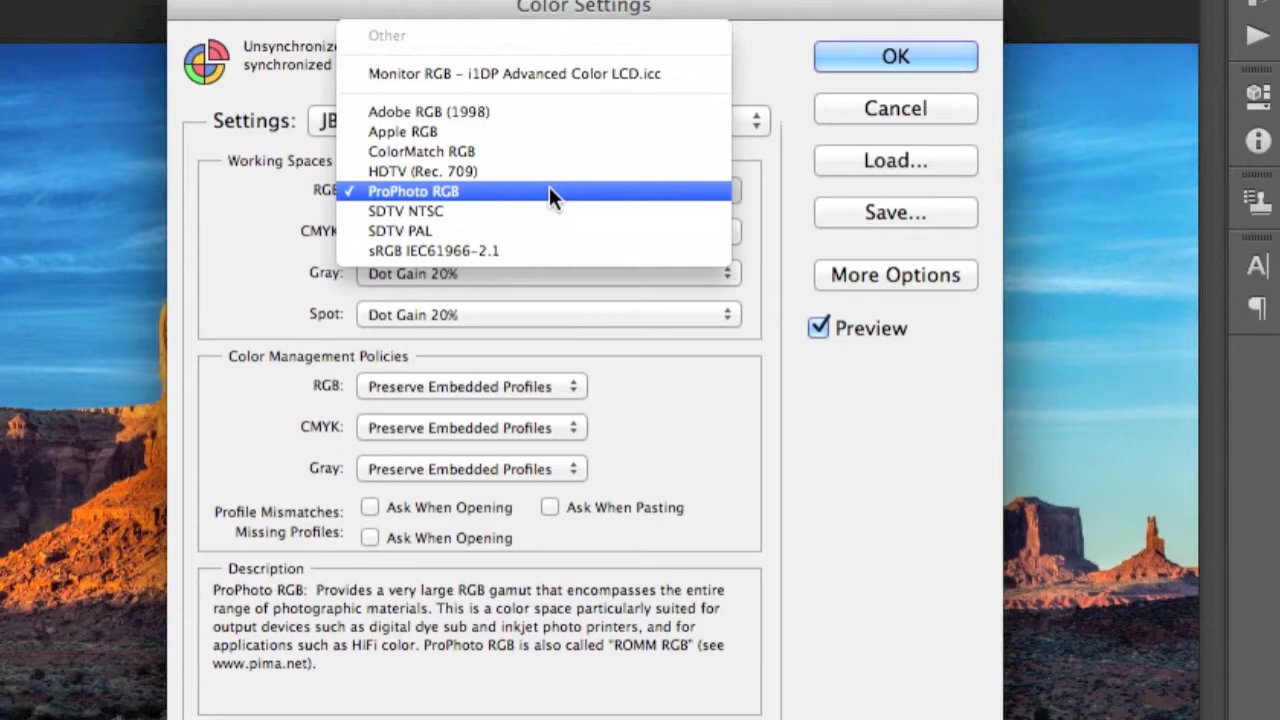 Color Settings
Unsynchronize
synchronized
Other
Monitor RGB – i1DP Advanced Color LCD.icc
Adobe RGB (1998)
Apple RGB
ColorMatch RGB
HDTV (Rec. 709)
✓ ProPhoto RGB
SDTV NTSC
SDTV PAL
sRGB IEC61966-2.1
Settings: JB
Working Spaces
RGB
CMYK
Gray: Dot Gain 20%
Spot: Dot Gain 20%
Color Management Policies
RGB: Preserve Embedded Profiles
CMYK: Preserve Embedded Profiles
Gray: Preserve Embedded Profiles
Profile Mismatches: Ask When Opening Ask When Pasting
Missing Profiles: Ask When Opening
Description
ProPhoto RGB: Provides a very large RGB gamut that encompasses the entire
range of photographic materials. This is a color space particularly suited for
output devices such as digital dye sub and inkjet photo printers, and for
applications such as HiFi color. ProPhoto RGB is also called "ROMM RGB" (see
www.pima.net).
OK
Cancel
Load...
Save...
More Options
Preview
A